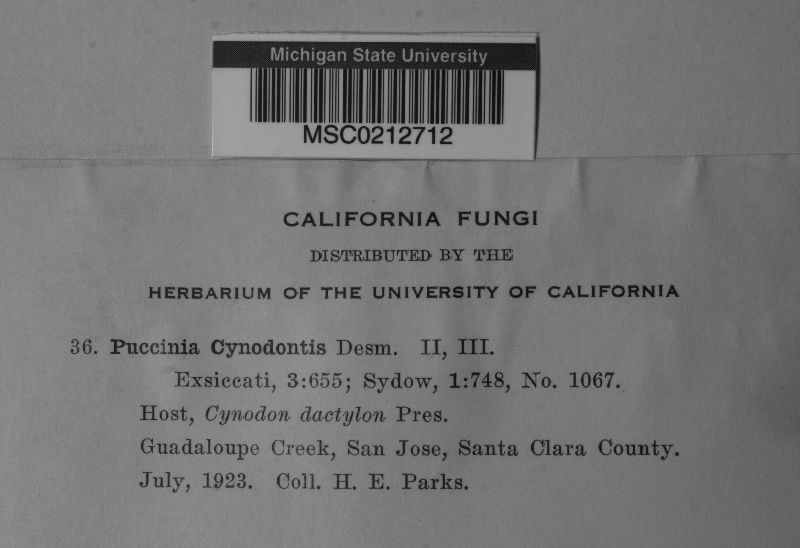 Michigan State University
MSC0212712
CALIFORNIA FUNGI
DISTRIBUTED BY THE
HERBARIUM OF THE UNIVERSITY OF CALIFORNIA
36. Puccinia Cynodontis Desm. II, III.
Exsiccati, 3:655; Sydow, 1:748, No. 1067.
Host, Cynodon dactylon Pres.
Guadaloupe Creek, San Jose, Santa Clara County.
July, 1923. Coll. H. E. Parks.